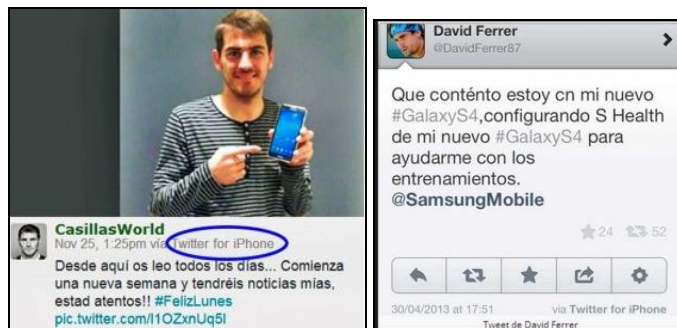 CasillasWorld
Nov 25, 1:25pm vía Twitter for iPhone
Desde aquí os leo todos los días... Comienza
una nueva semana y tendréis noticias mías,
estad atentos!! #FelizLunes
pic.twitter.com/I1OZxnUq5l
David Ferrer
@DavidFerrer87
Que conténto estoy cn mi nuevo
#GalaxyS4,configurando S Health
de mi nuevo #GalaxyS4 para
ayudarme con los
entrenamientos.
@SamsungMobile
24 52
30/04/2013 at 17:51 via Twitter for iPhone
Tweet de David Ferrer